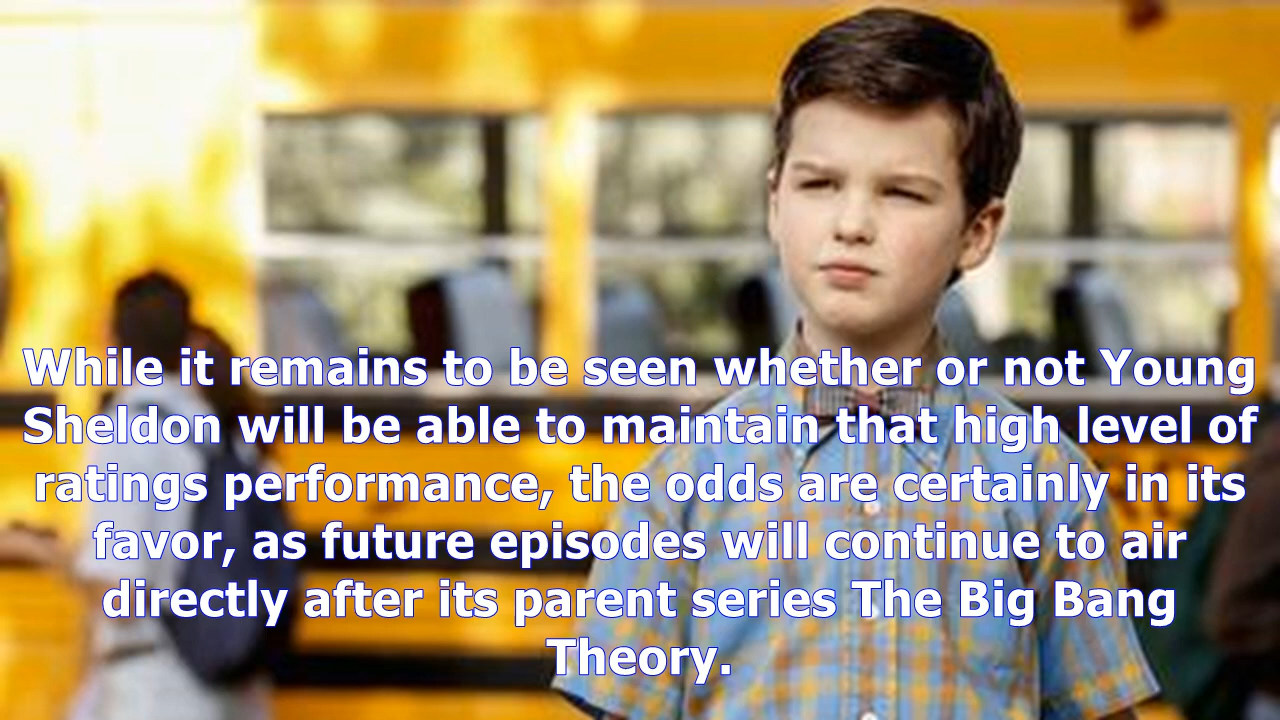 While it remains to be seen whether or not Young
Sheldon will be able to maintain that high level of
ratings performance, the odds are certainly in its
favor, as future episodes will continue to air
directly after its parent series The Big Bang
Theory.